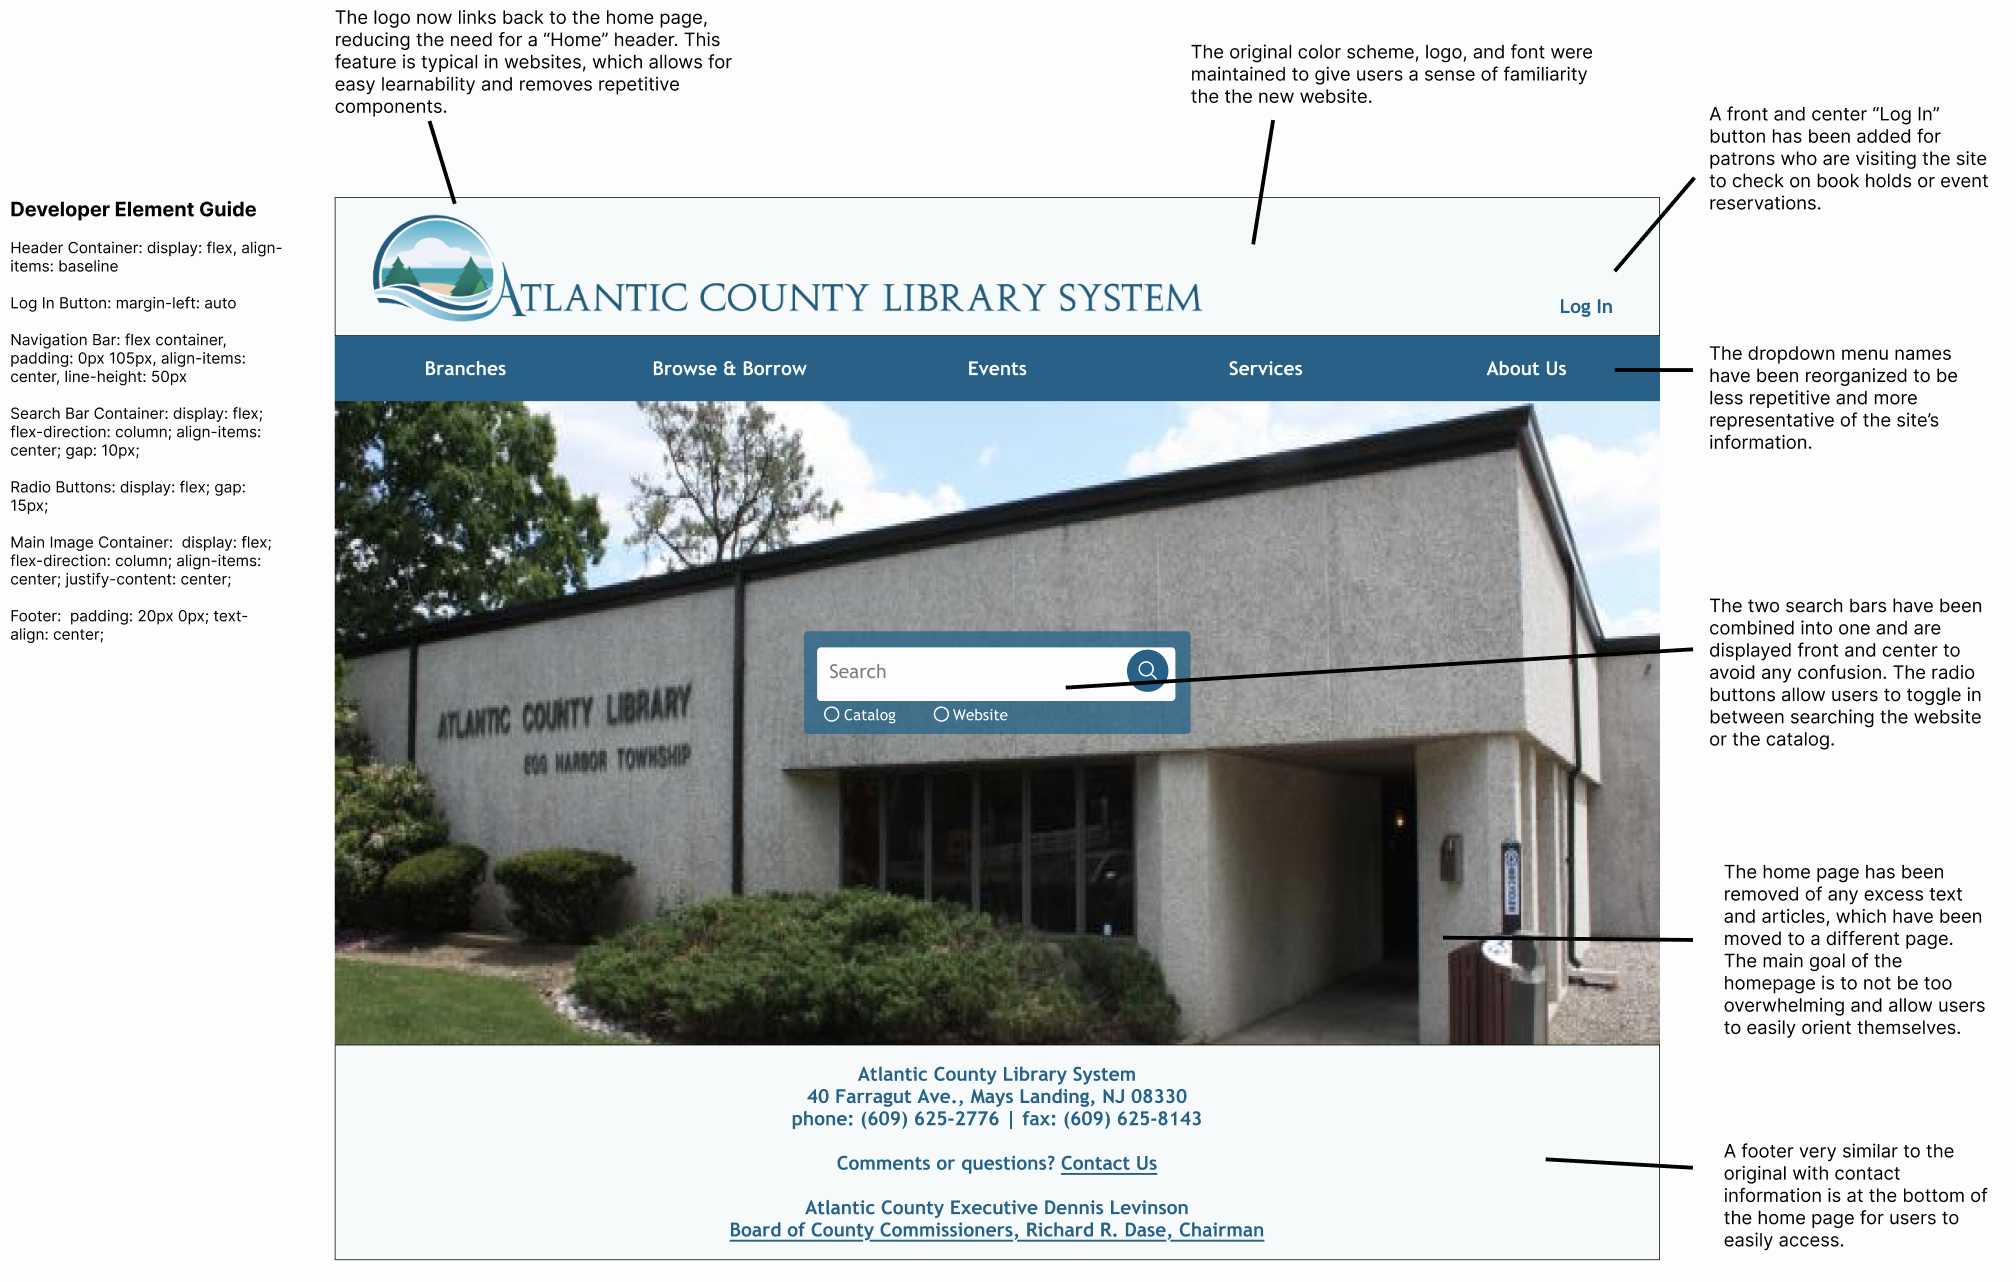 The logo now links back to the home page,
reducing the need for a “Home” header. This
feature is typical in websites, which allows for
easy learnability and removes repetitive
components.
The original color scheme, logo, and font were
maintained to give users a sense of familiarity
the the new website.
A front and center “Log In”
button has been added for
patrons who are visiting the site
to check on book holds or event
reservations.
Developer Element Guide
Header Container: display: flex, align-
items: baseline
Log In Button: margin-left: auto
Navigation Bar: flex container,
padding: 0px 105px, align-items:
center, line-height: 50px
Search Bar Container: display: flex;
flex-direction: column; align-items:
center; gap: 10px;
Radio Buttons: display: flex; gap:
15px;
Main Image Container:  display: flex;
flex-direction: column; align-items:
center; justify-content: center;
Footer:  padding: 20px 0px; text-
align: center;
ATLANTIC COUNTY LIBRARY SYSTEM
Log In
Branches
Browse & Borrow
Events
Services
About Us
The dropdown menu names
have been reorganized to be
less repetitive and more
representative of the site’s
information.
Search
Catalog
Website
ATLANTIC COUNTY LIBRARY
EGG HARBOR TOWNSHIP
The two search bars have been
combined into one and are
displayed front and center to
avoid any confusion. The radio
buttons allow users to toggle in
between searching the website
or the catalog.
The home page has been
removed of any excess text
and articles, which have been
moved to a different page.
The main goal of the
homepage is to not be too
overwhelming and allow users
to easily orient themselves.
Atlantic County Library System
40 Farragut Ave., Mays Landing, NJ 08330
phone: (609) 625-2776 | fax: (609) 625-8143
Comments or questions? Contact Us
Atlantic County Executive Dennis Levinson
Board of County Commissioners, Richard R. Dase, Chairman
A footer very similar to the
original with contact
information is at the bottom of
the home page for users to
easily access.